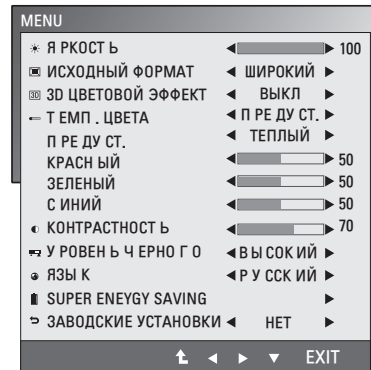 MENU
Я РКОСТ Ь 100
ИСХОДНЫЙ ФОРМАТ ШИРОКИЙ
3D 3D ЦВЕТОВОЙ ЭФФЕКТ ВЫКЛ
Т ЕМП . ЦВЕТА П РЕ ДУ СТ.
П РЕ ДУ СТ. ТЕПЛЫЙ
КРАСН ЫЙ 50
ЗЕЛЕНЫЙ 50
С ИНИЙ 50
КОНТРАСТНОСТ Ь 70
У РОВЕН Ь Ч ЕРНО Г О В Ы СОК ИЙ
ЯЗЫ К Р У ССК ИЙ
SUPER ENEYGY SAVING
ЗАВОДСКИЕ УСТАНОВКИ НЕТ
EXIT